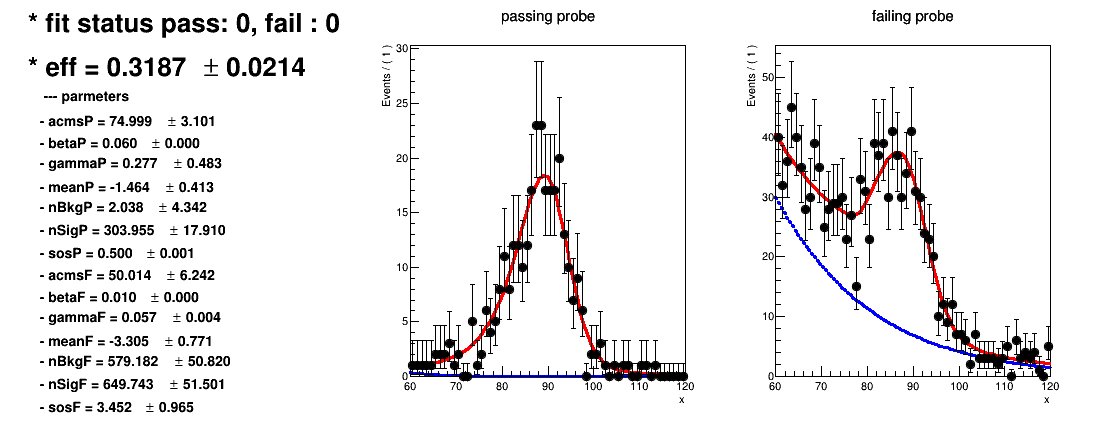 * fit status pass: 0, fail : 0
* eff = 0.3187 ± 0.0214
--- parmeters
- acmsP = 74.999 ± 3.101
- betaP = 0.060 ± 0.000
- gammaP = 0.277 ± 0.483
- meanP = -1.464 ± 0.413
- nBkgP = 2.038 ± 4.342
- nSigP = 303.955 ± 17.910
- sosP = 0.500 ± 0.001
- acmsF = 50.014 ± 6.242
- betaF = 0.010 ± 0.000
- gammaF = 0.057 ± 0.004
- meanF = -3.305 ± 0.771
- nBkgF = 579.182 ± 50.820
- nSigF = 649.743 ± 51.501
- sosF = 3.452 ± 0.965
passing probe
Events / ( 1 )
30
25
20
15
10
5
0
60 70 80 90 100 110 120
x
failing probe
Events / ( 1 )
50
40
30
20
10
0
60 70 80 90 100 110 120
x